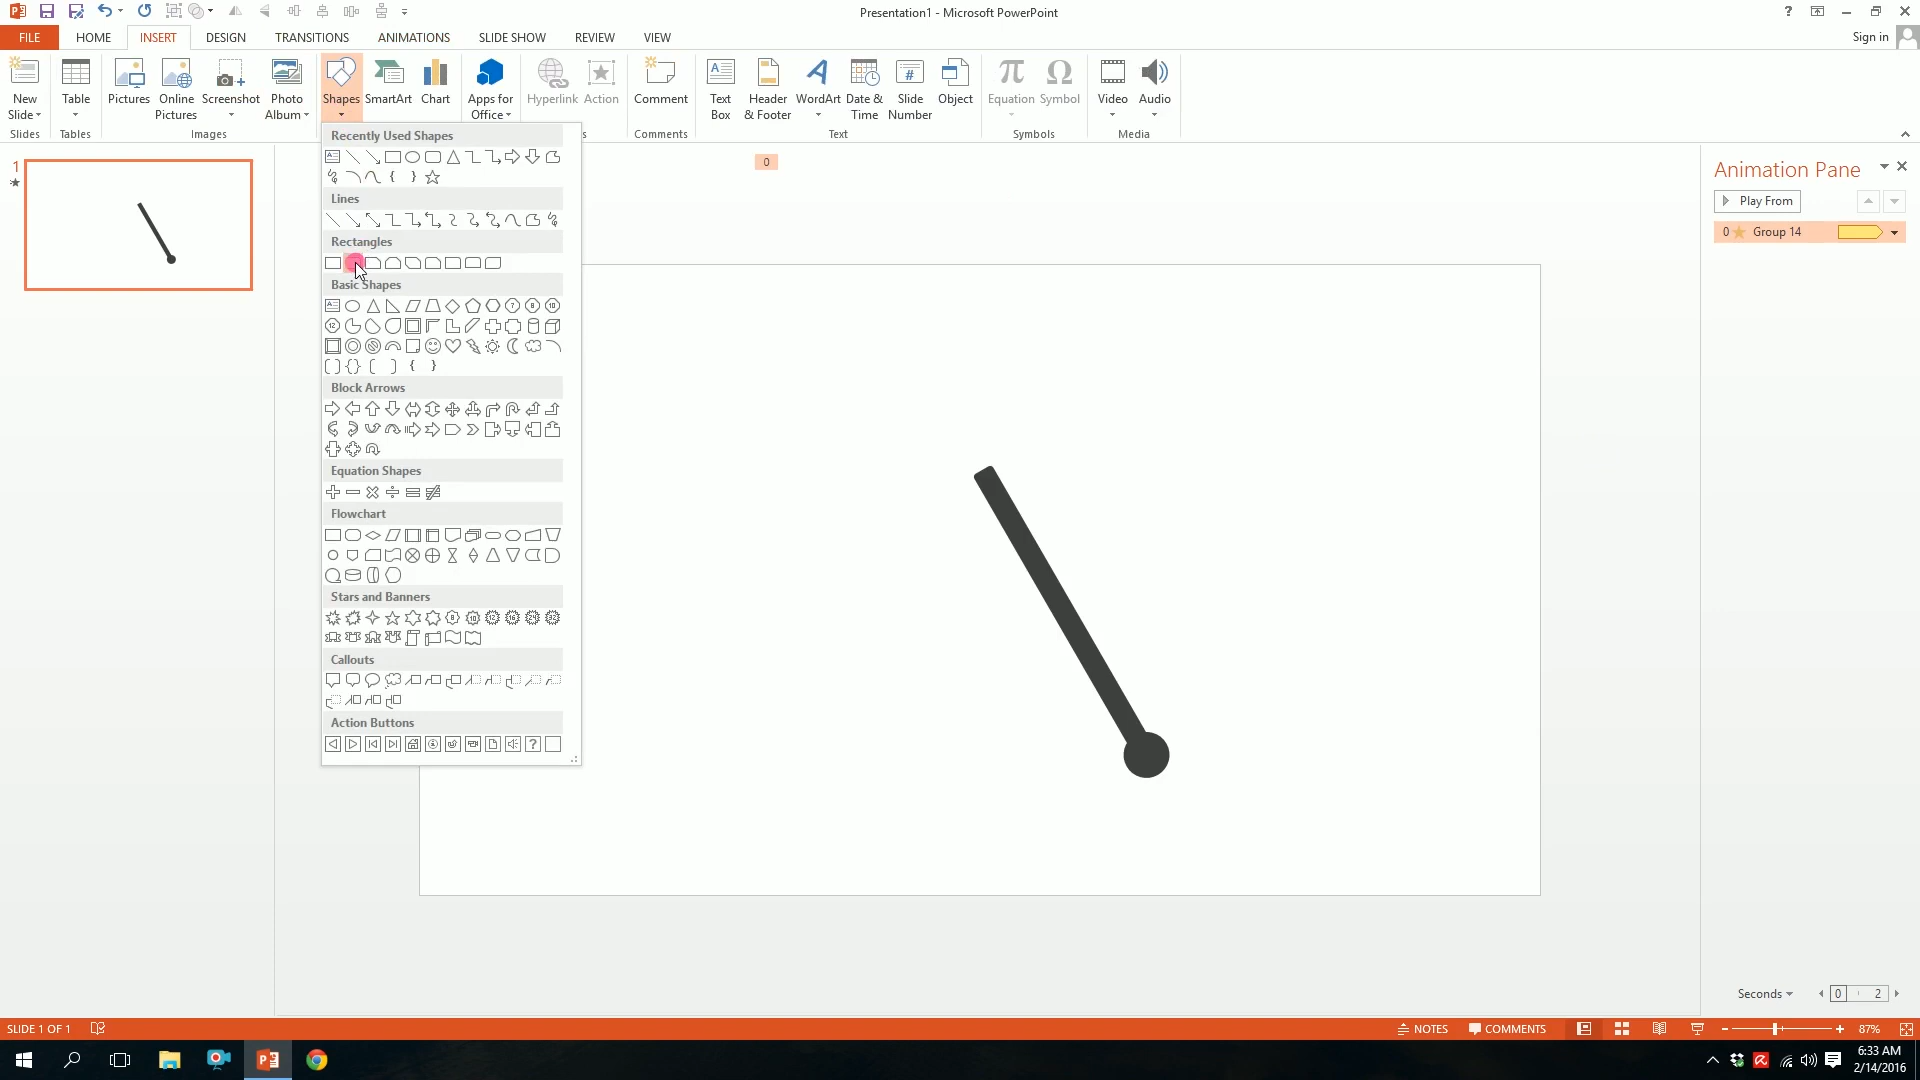 Presentation1 - Microsoft PowerPoint
?
FILE HOME INSERT DESIGN TRANSITIONS ANIMATIONS SLIDE SHOW REVIEW VIEW
Sign in
New Slide
Table
Pictures
Online Pictures
Screenshot
Photo Album
Shapes
SmartArt
Chart
Apps for Office
Hyperlink
Action
Comment
Text Box
Header & Footer
WordArt
Date & Time
Slide Number
Object
Equation
Symbol
Video
Audio
Slides Tables Images s Comments Text Symbols Media
Recently Used Shapes
Lines
Rectangles
Basic Shapes
Block Arrows
Equation Shapes
Flowchart
Stars and Banners
Callouts
Action Buttons
1
0
Animation Pane
Play From
0 Group 14
Seconds 0 2
SLIDE 1 OF 1
NOTES COMMENTS 87%
6:33 AM
2/14/2016